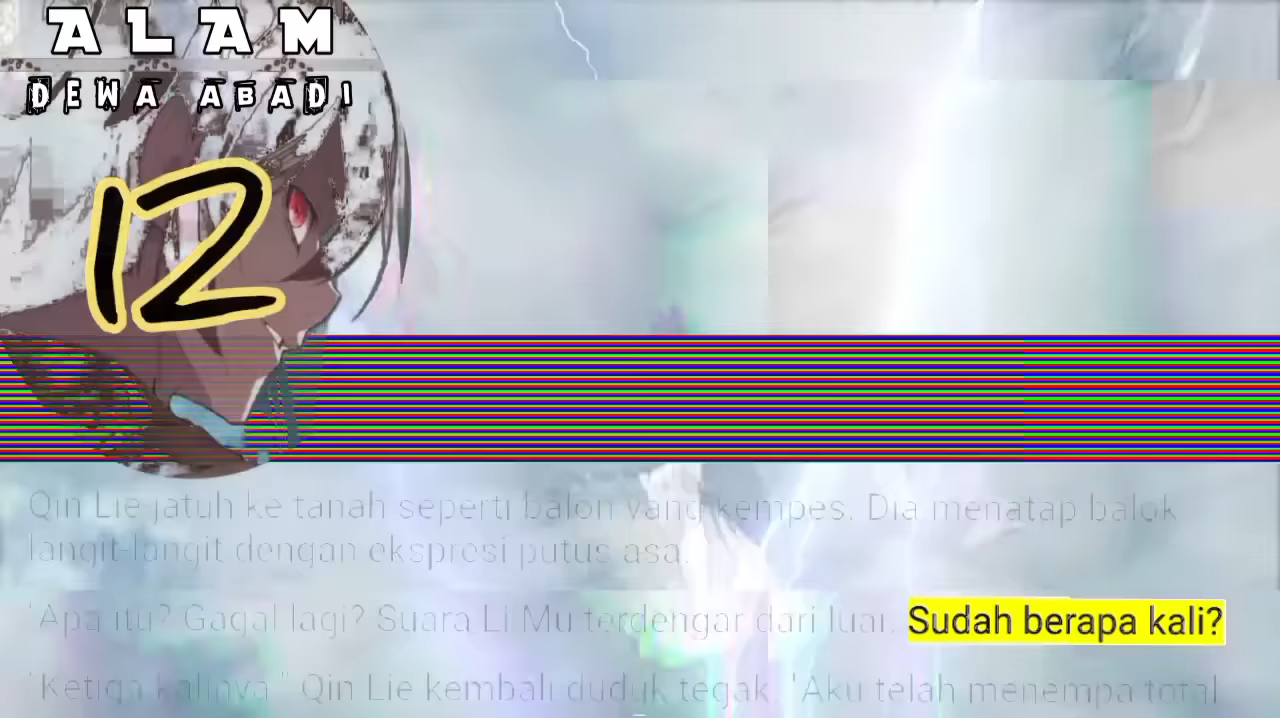 ALAM
DEWA ABADI
12
Qin Lie jatuh ke tanah seperti balon yang kempes. Dia menatap balok
langit-langit dengan ekspresi putus asa.
'Apa itu? Gagal lagi? Suara Li Mu terdengar dari luar. Sudah berapa kali?
'Ketiga kalinya." Qin Lie kembali duduk tegak. 'Aku telah menempa total